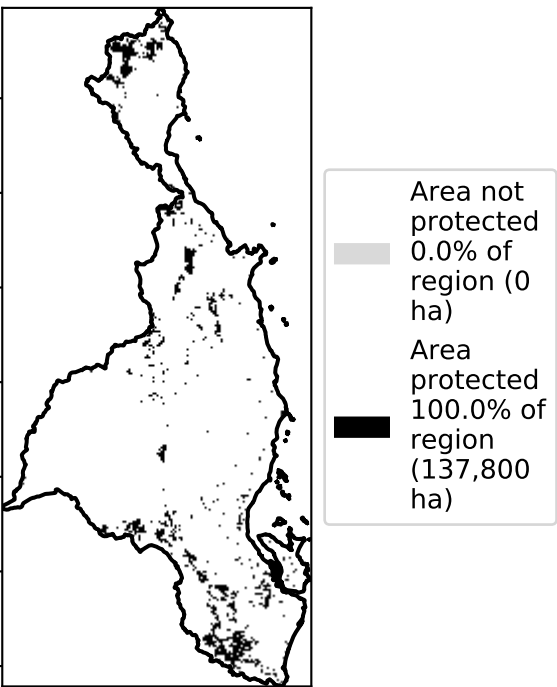 Area not
protected
0.0% of
region (0
ha)
Area
protected
100.0% of
region
(137,800
ha)